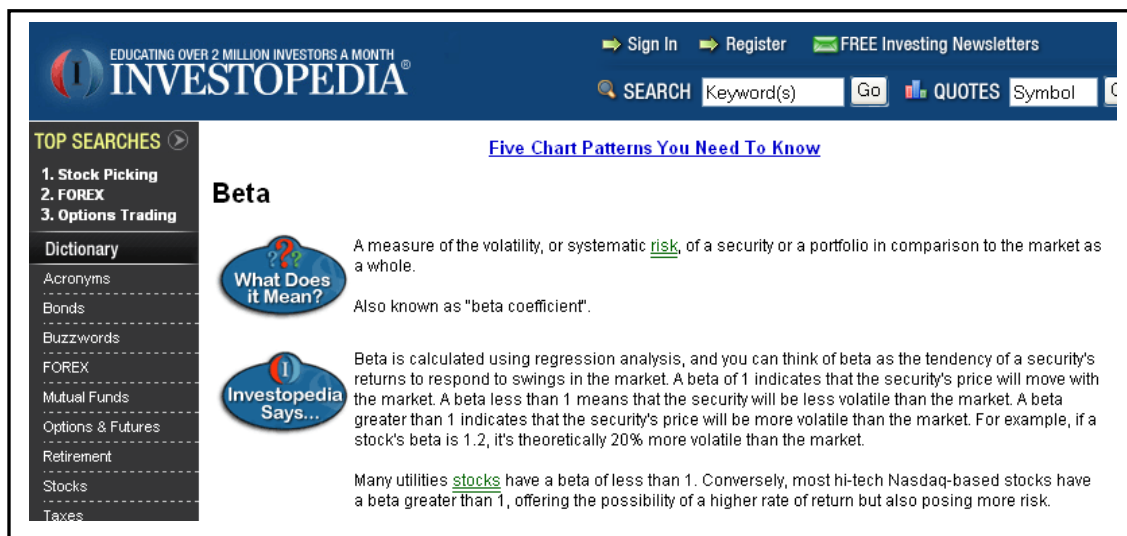 EDUCATING OVER 2 MILLION INVESTORS A MONTH
INVESTOPEDIA®
Sign In Register FREE Investing Newsletters
SEARCH Keyword(s) Go QUOTES Symbol
TOP SEARCHES
1. Stock Picking
2. FOREX
3. Options Trading
Dictionary
Acronyms
Bonds
Buzzwords
FOREX
Mutual Funds
Options & Futures
Retirement
Stocks
Taxes
Five Chart Patterns You Need To Know
Beta
???
What Does
it Mean?
A measure of the volatility, or systematic risk, of a security or a portfolio in comparison to the market as
a whole.
Also known as "beta coefficient".
Investopedia
Says...
Beta is calculated using regression analysis, and you can think of beta as the tendency of a security's
returns to respond to swings in the market. A beta of 1 indicates that the security's price will move with
the market. A beta less than 1 means that the security will be less volatile than the market. A beta
greater than 1 indicates that the security's price will be more volatile than the market. For example, if a
stock's beta is 1.2, it's theoretically 20% more volatile than the market.
Many utilities stocks have a beta of less than 1. Conversely, most hi-tech Nasdaq-based stocks have
a beta greater than 1, offering the possibility of a higher rate of return but also posing more risk.